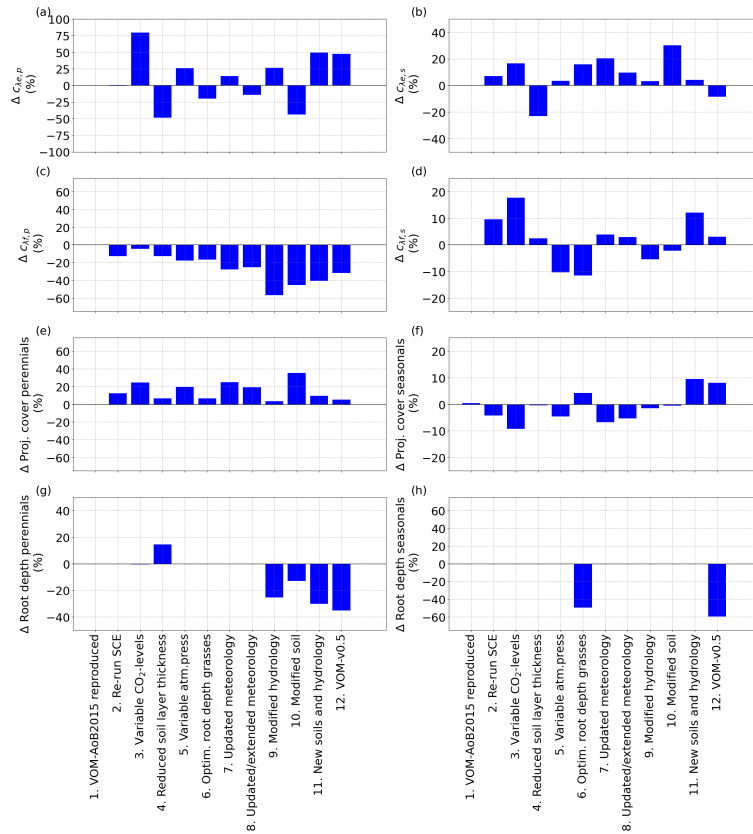 (a)
Δ cλe,p
(%)
100
75
50
25
0
−25
−50
−75
−100
(b)
Δ cλe,s
(%)
40
20
0
−20
−40
(c)
Δ cλf,p
(%)
60
40
20
0
−20
−40
−60
(d)
Δ cλf,s
(%)
20
10
0
−10
−20
(e)
Δ Proj. cover perennials
(%)
60
40
20
0
−20
−40
−60
(f)
Δ Proj. cover seasonals
(%)
20
10
0
−10
−20
(g)
Δ Root depth perennials
(%)
40
20
0
−20
−40
(h)
Δ Root depth seasonals
(%)
60
40
20
0
−20
−40
−60
1. VOM-AoB2015 reproduced
2. Re-run SCE
3. Variable CO₂-levels
4. Reduced soil layer thickness
5. Variable atm.press
6. Optim. root depth grasses
7. Updated meteorology
8. Updated/extended meteorology
9. Modified hydrology
10. Modified soil
11. New soils and hydrology
12. VOM-v0.5
1. VOM-AoB2015 reproduced
2. Re-run SCE
3. Variable CO₂-levels
4. Reduced soil layer thickness
5. Variable atm.press
6. Optim. root depth grasses
7. Updated meteorology
8. Updated/extended meteorology
9. Modified hydrology
10. Modified soil
11. New soils and hydrology
12. VOM-v0.5